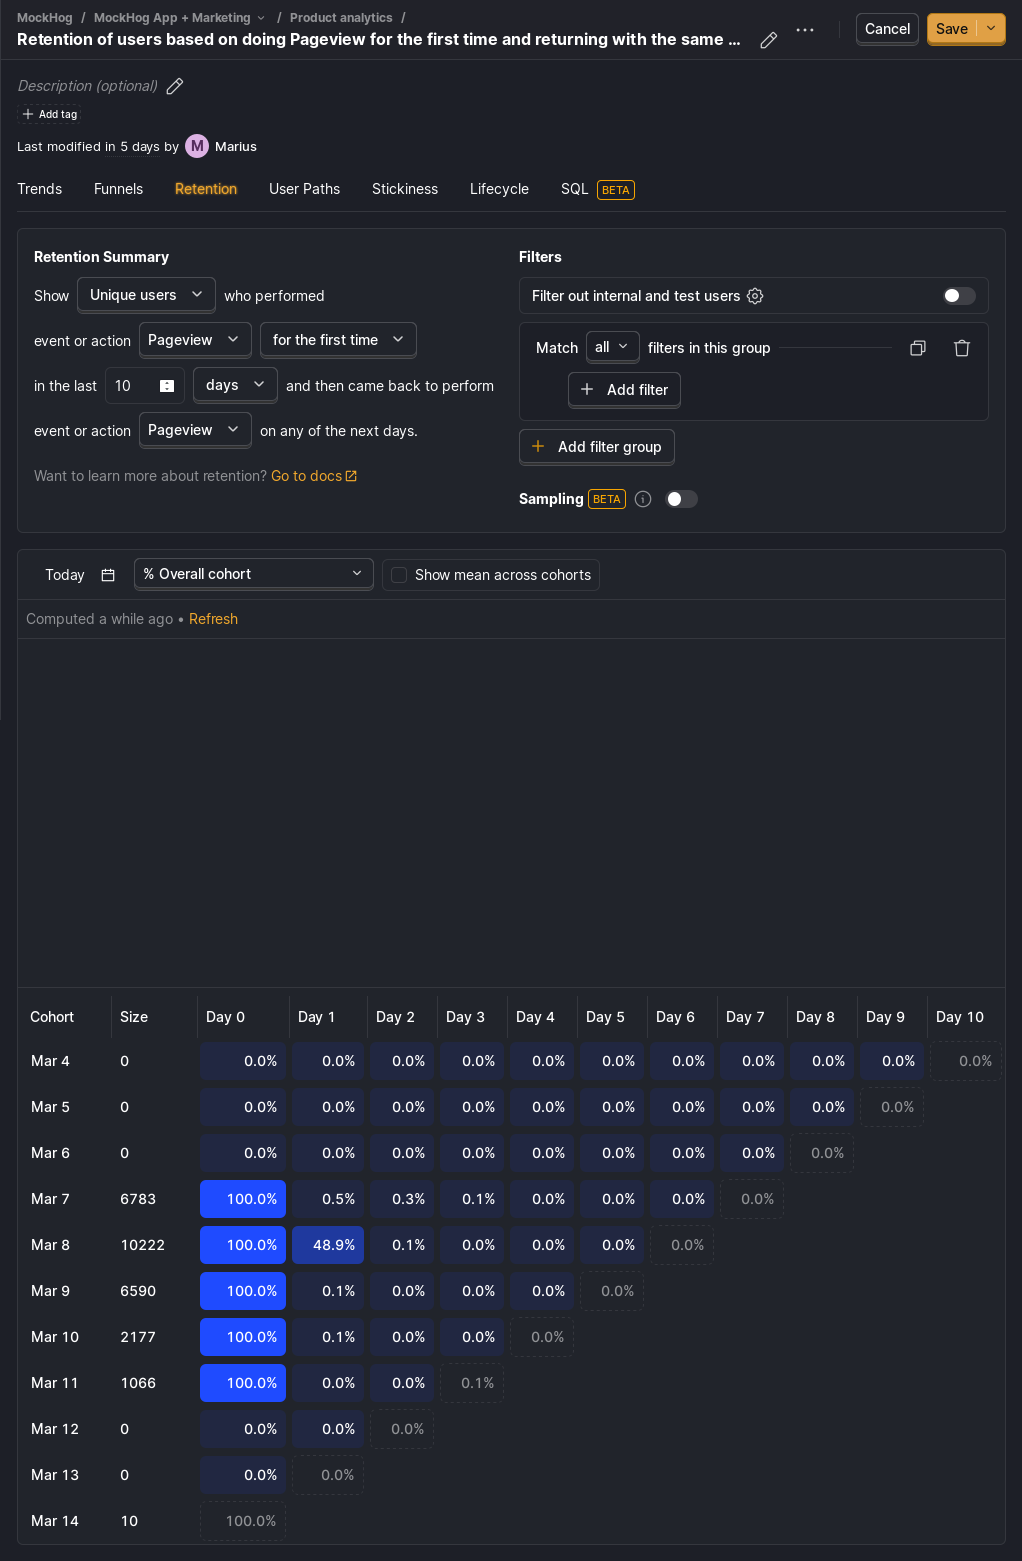 MockHog / MockHog App + Marketing / Product analytics /
Retention of users based on doing Pageview for the first time and returning with the same ...
Cancel
Save
Description (optional)
Add tag
Last modified in 5 days by M Marius
Trends Funnels Retention User Paths Stickiness Lifecycle SQL BETA
Retention Summary
Show Unique users who performed
event or action Pageview for the first time
in the last 10 days and then came back to perform
event or action Pageview on any of the next days.
Want to learn more about retention? Go to docs
Filters
Filter out internal and test users
Match all filters in this group
Add filter
Add filter group
Sampling BETA
Today % Overall cohort Show mean across cohorts
Computed a while ago • Refresh
Cohort Size Day 0 Day 1 Day 2 Day 3 Day 4 Day 5 Day 6 Day 7 Day 8 Day 9 Day 10
Mar 4 0 0.0% 0.0% 0.0% 0.0% 0.0% 0.0% 0.0% 0.0% 0.0% 0.0% 0.0%
Mar 5 0 0.0% 0.0% 0.0% 0.0% 0.0% 0.0% 0.0% 0.0% 0.0% 0.0%
Mar 6 0 0.0% 0.0% 0.0% 0.0% 0.0% 0.0% 0.0% 0.0% 0.0%
Mar 7 6783 100.0% 0.5% 0.3% 0.1% 0.0% 0.0% 0.0% 0.0%
Mar 8 10222 100.0% 48.9% 0.1% 0.0% 0.0% 0.0% 0.0%
Mar 9 6590 100.0% 0.1% 0.0% 0.0% 0.0% 0.0%
Mar 10 2177 100.0% 0.1% 0.0% 0.0% 0.0%
Mar 11 1066 100.0% 0.0% 0.0% 0.1%
Mar 12 0 0.0% 0.0% 0.0%
Mar 13 0 0.0% 0.0%
Mar 14 10 100.0%